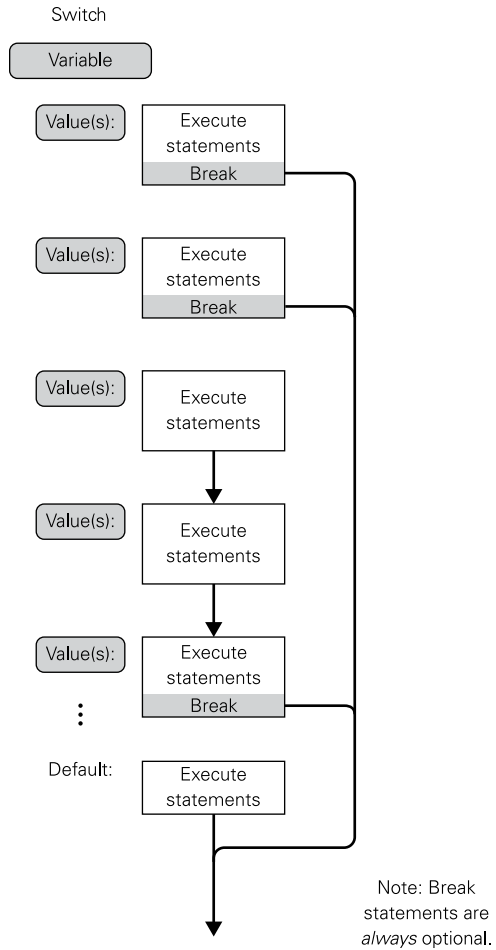 Switch
Variable
Value(s):
Execute
statements
Break
Value(s):
Execute
statements
Break
Value(s):
Execute
statements
Value(s):
Execute
statements
Value(s):
Execute
statements
Break
Default:
Execute
statements
Note: Break
statements are
always optional.